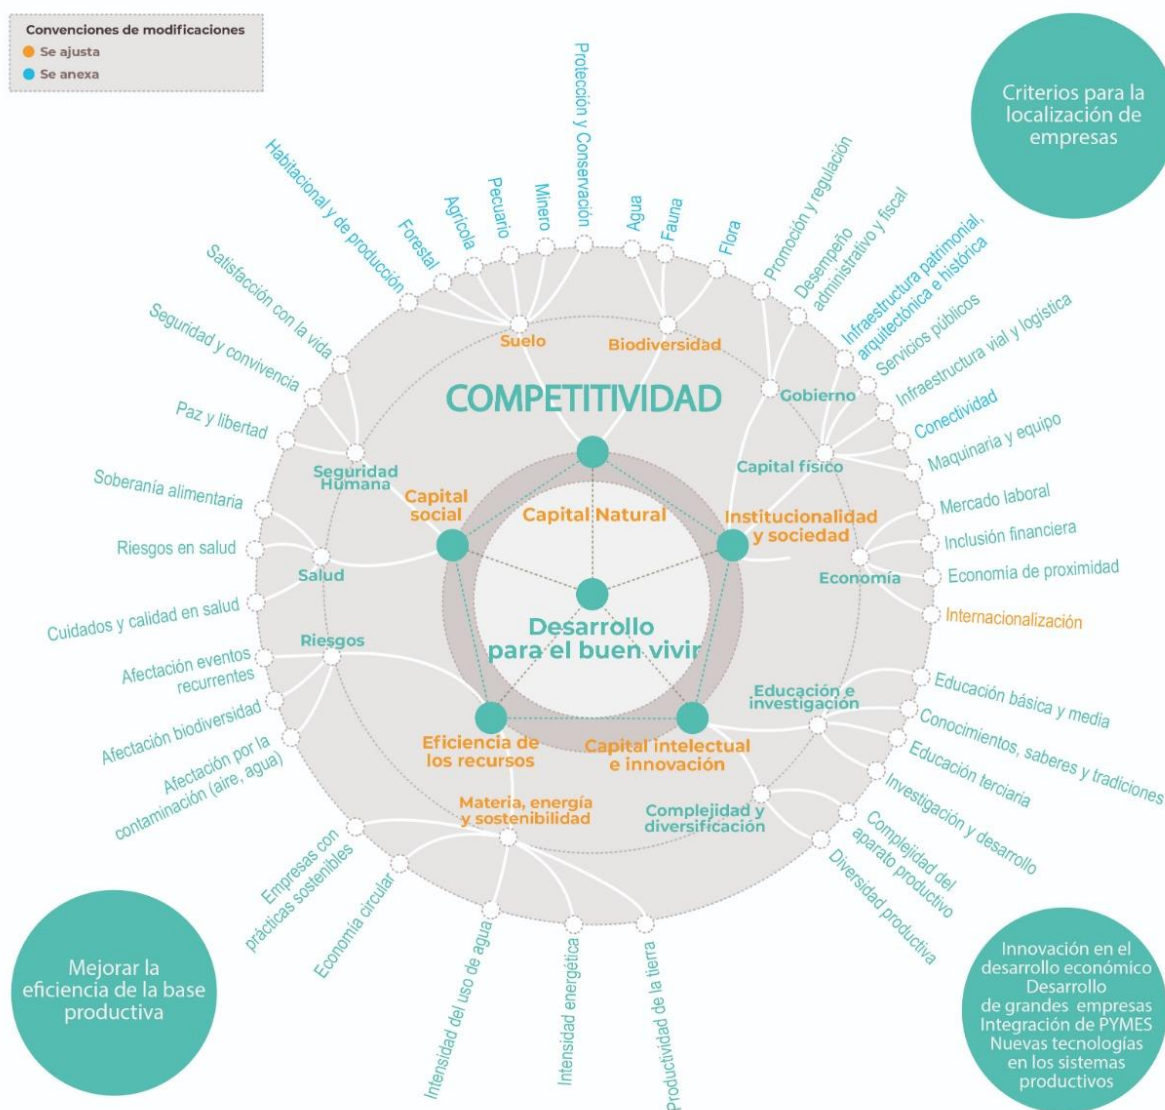 Convenciones de modificaciones
Se ajusta
Se anexa
Criterios para la
localización de
empresas
Habitacional y de producción
Forestal
Agrícola
Pecuario
Minero
Protección y Conservación
Agua
Fauna
Flora
Promoción y regulación
Desempeño
administrativo y fiscal
Infraestructura patrimonial,
arquitectónica e histórica
Servicios públicos
Infraestructura vial y logística
Conectividad
Maquinaria y equipo
Mercado laboral
Inclusión financiera
Economía de proximidad
Internacionalización
Educación básica y media
Conocimientos, saberes y tradiciones
Educación terciaria
Investigación y desarrollo
Complejidad del
aparato productivo
Diversidad productiva
Productividad de la tierra
Intensidad energética
Intensidad del uso de agua
Economía circular
Empresas con
prácticas sostenibles
Afectación por la
contaminación (aire, agua)
Afectación biodiversidad
Afectación eventos
recurrentes
Cuidados y calidad en salud
Riesgos en salud
Soberanía alimentaria
Paz y libertad
Seguridad y convivencia
Satisfacción con la vida
Suelo
Biodiversidad
Gobierno
COMPETITIVIDAD
Seguridad
Humana
Capital físico
Capital
social
Capital Natural
Institucionalidad
y sociedad
Salud
Economía
Desarrollo
para el buen vivir
Riesgos
Educación e
investigación
Eficiencia de
los recursos
Capital intelectual
e innovación
Materia, energía
y sostenibilidad
Complejidad y
diversificación
Mejorar la
eficiencia de la base
productiva
Innovación en el
desarrollo económico
Desarrollo
de grandes empresas
Integración de PYMES
Nuevas tecnologías
en los sistemas
productivos